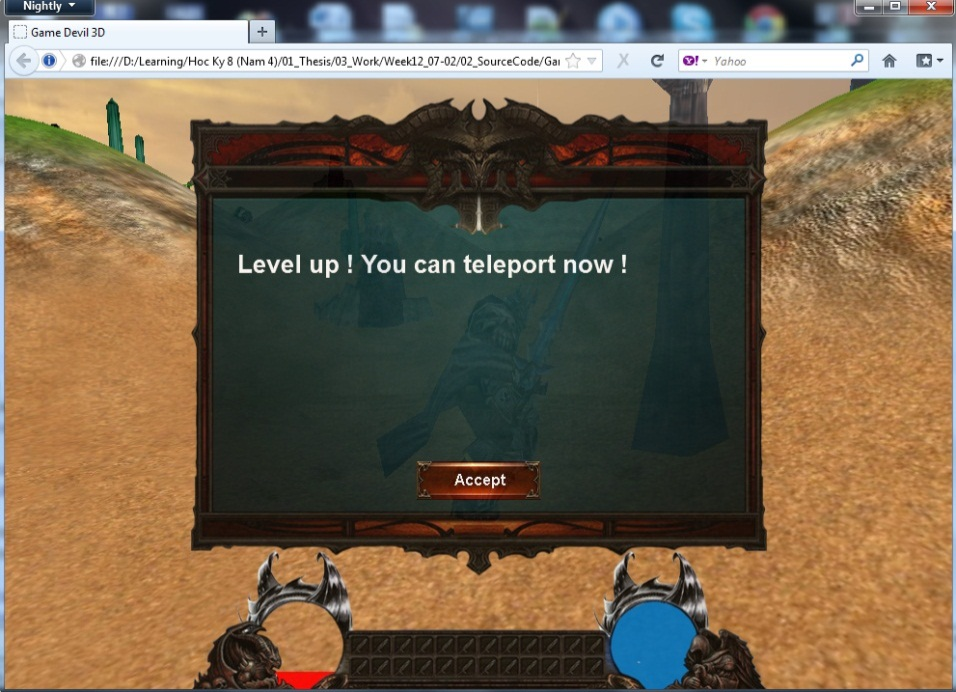 Nightly
Game Devil 3D
file:///D:/Learning/Hoc Ky 8 (Nam 4)/01_Thesis/03_Work/Week12_07-02/02_SourceCode/Gar
Yahoo
Level up ! You can teleport now !
Accept